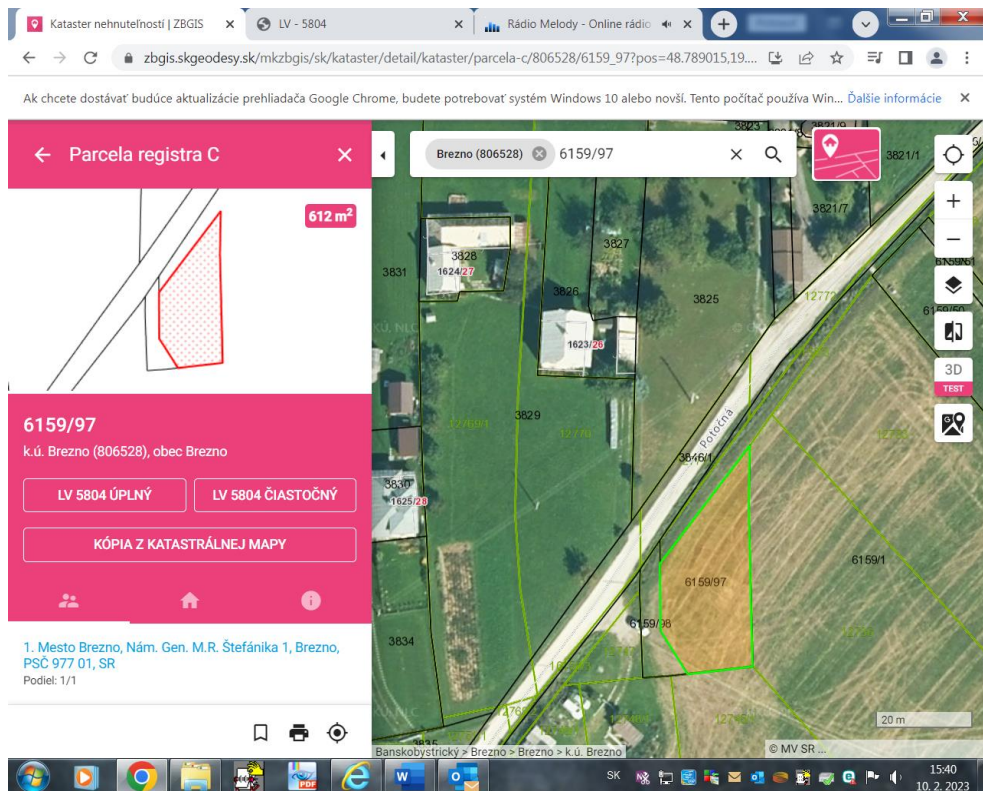 Kataster nehnuteľností | ZBGIS
LV - 5804
Rádio Melody - Online rádio
zbgis.skgeodesy.sk/mkzbgis/sk/kataster/detail/kataster/parcela-c/806528/6159_97?pos=48.789015,19....
Ak chcete dostávať budúce aktualizácie prehliadača Google Chrome, budete potrebovať systém Windows 10 alebo novší. Tento počítač používa Win... Ďalšie informácie
Parcela registra C
612 m²
6159/97
k.ú. Brezno (806528), obec Brezno
LV 5804 ÚPLNÝ
LV 5804 ČIASTOČNÝ
KÓPIA Z KATASTRÁLNEJ MAPY
1. Mesto Brezno, Nám. Gen. M.R. Štefánika 1, Brezno,
PSČ 977 01, SR
Podiel: 1/1
Brezno (806528) 6159/97
3821/1
3821/7
3831
3828
1624/27
3827
3826
3825
12772
1623/26
3829
12769/1
12770
Potočná
3846/1
3830
1625/28
6159/1
6159/97
6159/98
3834
3D
TEST
20 m
© MV SR ...
Banskobystrický > Brezno > Brezno > k.ú. Brezno
SK
15:40
10. 2. 2023